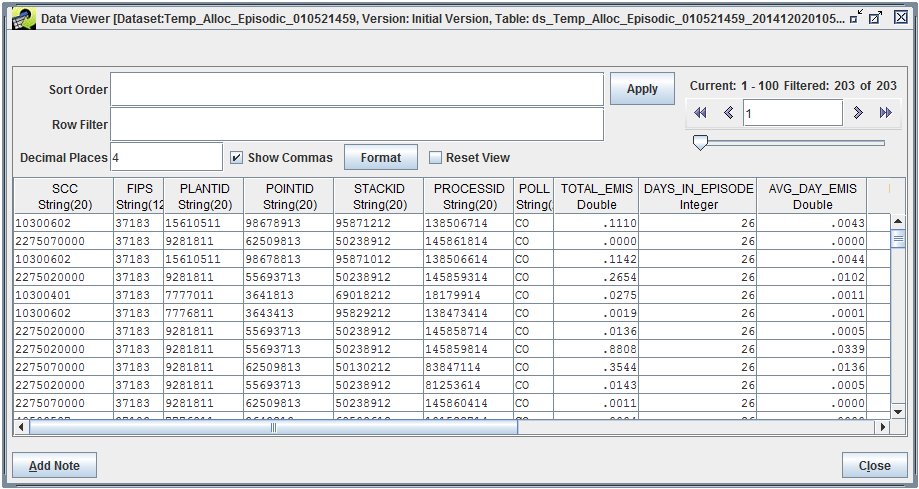 Data Viewer [Dataset:Temp_Alloc_Episodic_010521459, Version: Initial Version, Table: ds_Temp_Alloc_Episodic_010521459_201412020105...
Sort Order
Apply
Current: 1 - 100 Filtered: 203 of 203
Row Filter
1
Decimal Places 4 Show Commas Format Reset View
SCC FIPS PLANTID POINTID STACKID PROCESSID POLL TOTAL_EMIS DAYS_IN_EPISODE AVG_DAY_EMIS
String(20) String(12 String(20) String(20) String(20) String(20) String(2 Double Integer Double
10300602 37183 15610511 98678913 95871212 138506714 CO .1110 26 .0043
2275070000 37183 9281811 62509813 50238912 145861814 CO .0000 26 .0000
10300602 37183 15610511 98678813 95871012 138506614 CO .1142 26 .0044
2275020000 37183 9281811 55693713 50238912 145859314 CO .2654 26 .0102
10300401 37183 7777011 3641813 69018212 18179914 CO .0275 26 .0011
10300602 37183 7776811 3643413 95829212 138473414 CO .0019 26 .0001
2275020000 37183 9281811 55693713 50238912 145858714 CO .0136 26 .0005
2275020000 37183 9281811 55693713 50238912 145859814 CO .8808 26 .0339
2275070000 37183 9281811 62509813 50130212 83847114 CO .3544 26 .0136
2275020000 37183 9281811 55693713 50238912 81253614 CO .0143 26 .0005
2275070000 37183 9281811 62509813 50238912 145860414 CO .0011 26 .0000
Add Note
Close